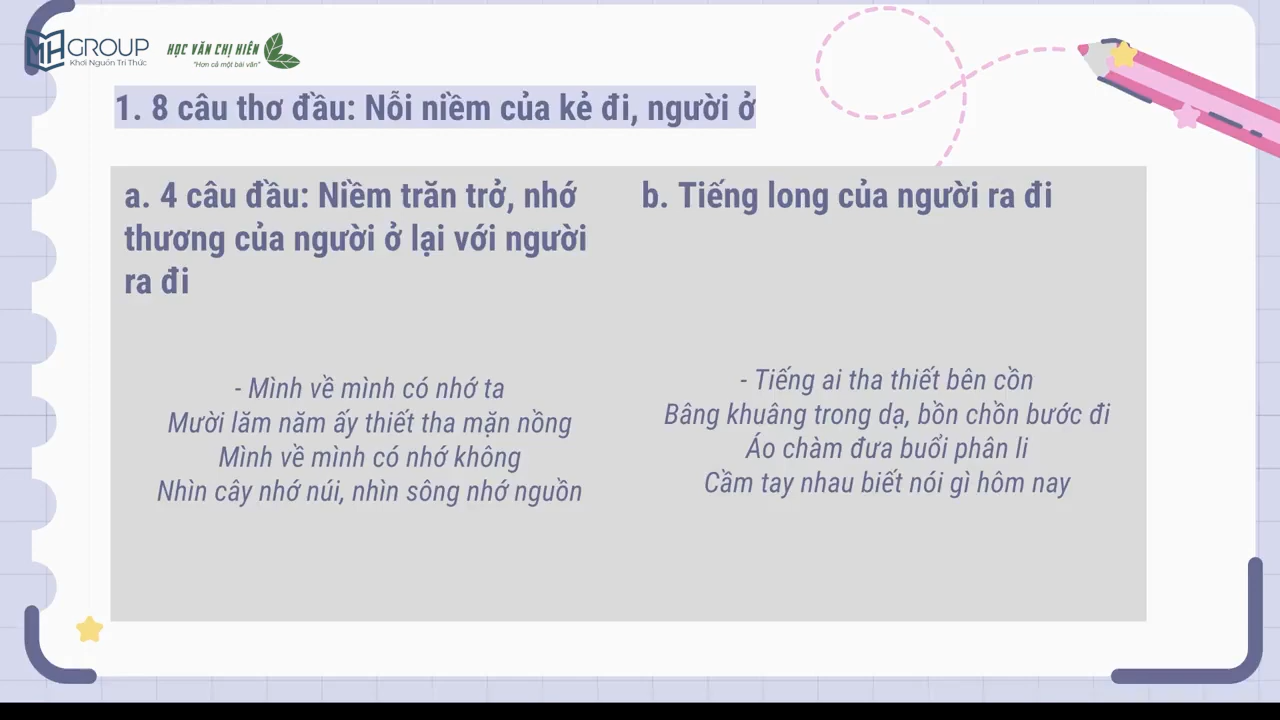 MH GROUP
Khơi Nguồn Tri Thức
HỌC VĂN CHỊ HIÊN
"Hơn cả một bài văn"
1. 8 câu thơ đầu: Nỗi niềm của kẻ đi, người ở
a. 4 câu đầu: Niềm trăn trở, nhớ
thương của người ở lại với người
ra đi
- Mình về mình có nhớ ta
Mười lăm năm ấy thiết tha mặn nồng
Mình về mình có nhớ không
Nhìn cây nhớ núi, nhìn sông nhớ nguồn
b. Tiếng long của người ra đi
- Tiếng ai tha thiết bên cồn
Bâng khuâng trong dạ, bồn chồn bước đi
Áo chàm đưa buổi phân li
Cầm tay nhau biết nói gì hôm nay